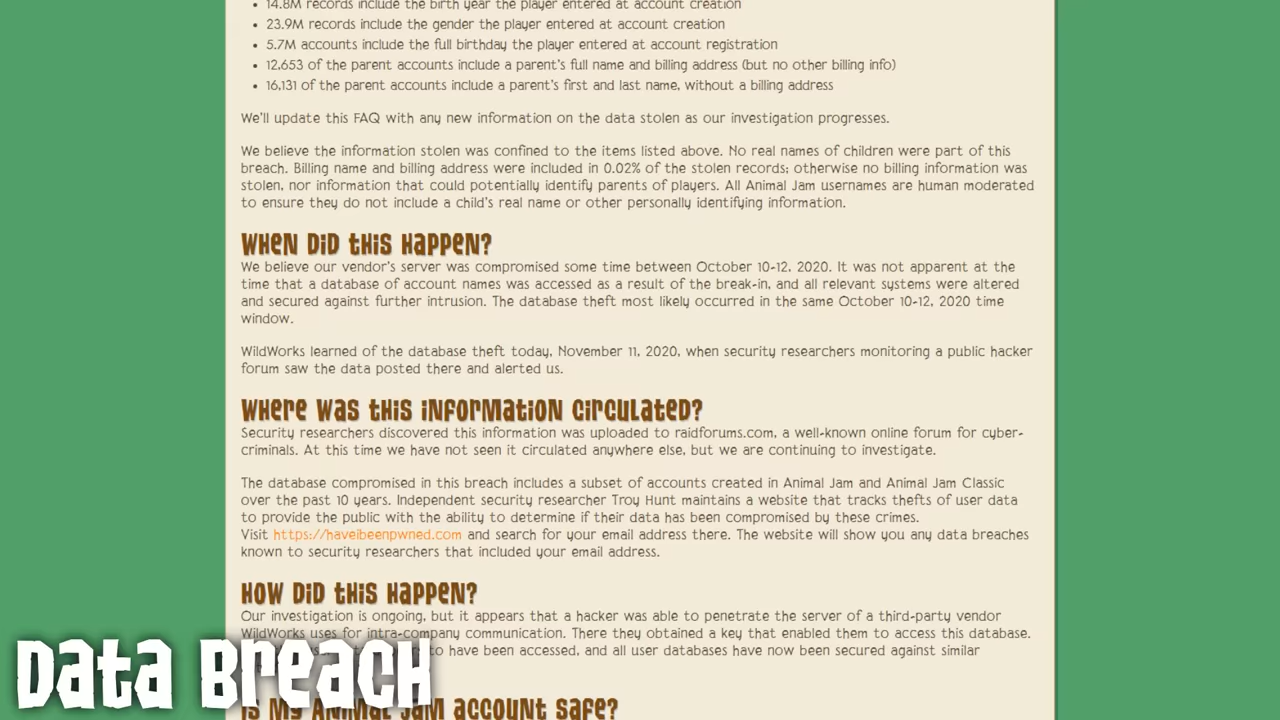 • 14.8M records include the birth year the player entered at account creation
• 23.9M records include the gender the player entered at account creation
• 5.7M accounts include the full birthday the player entered at account registration
• 12,653 of the parent accounts include a parent's full name and billing address (but no other billing info)
• 16,131 of the parent accounts include a parent's first and last name, without a billing address
We'll update this FAQ with any new information on the data stolen as our investigation progresses.
We believe the information stolen was confined to the items listed above. No real names of children were part of this
breach. Billing name and billing address were included in 0.02% of the stolen records; otherwise no billing information was
stolen, nor information that could potentially identify parents of players. All Animal Jam usernames are human moderated
to ensure they do not include a child's real name or other personally identifying information.
When Did this Happen?
We believe our vendor's server was compromised some time between October 10-12, 2020. It was not apparent at the
time that a database of account names was accessed as a result of the break-in, and all relevant systems were altered
and secured against further intrusion. The database theft most likely occurred in the same October 10-12, 2020 time
window.
WildWorks learned of the database theft today, November 11, 2020, when security researchers monitoring a public hacker
forum saw the data posted there and alerted us.
Where Was this information circulated?
Security researchers discovered this information was uploaded to raidforums.com, a well-known online forum for cyber-
criminals. At this time we have not seen it circulated anywhere else, but we are continuing to investigate.
The database compromised in this breach includes a subset of accounts created in Animal Jam and Animal Jam Classic
over the past 10 years. Independent security researcher Troy Hunt maintains a website that tracks thefts of user data
to provide the public with the ability to determine if their data has been compromised by these crimes.
Visit https://haveibeenpwned.com and search for your email address there. The website will show you any data breaches
known to security researchers that included your email address.
How Did this Happen?
Our investigation is ongoing, but it appears that a hacker was able to penetrate the server of a third-party vendor
WildWorks uses for intra-company communication. There they obtained a key that enabled them to access this database.
to have been accessed, and all user databases have now been secured against similar
Data Breach
is My Animal Jam account safe?